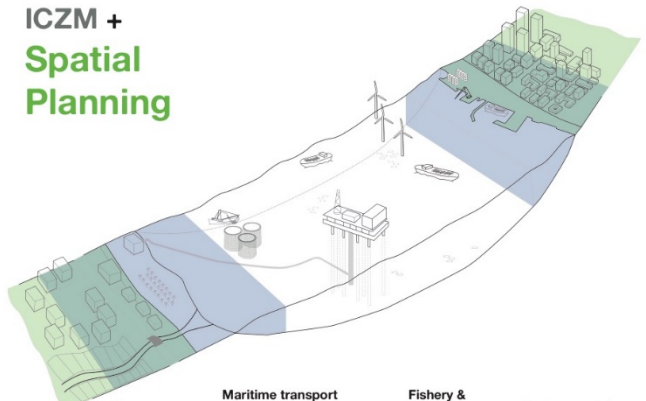 ICZM +
Spatial
Planning
Maritime transport
Fishery &